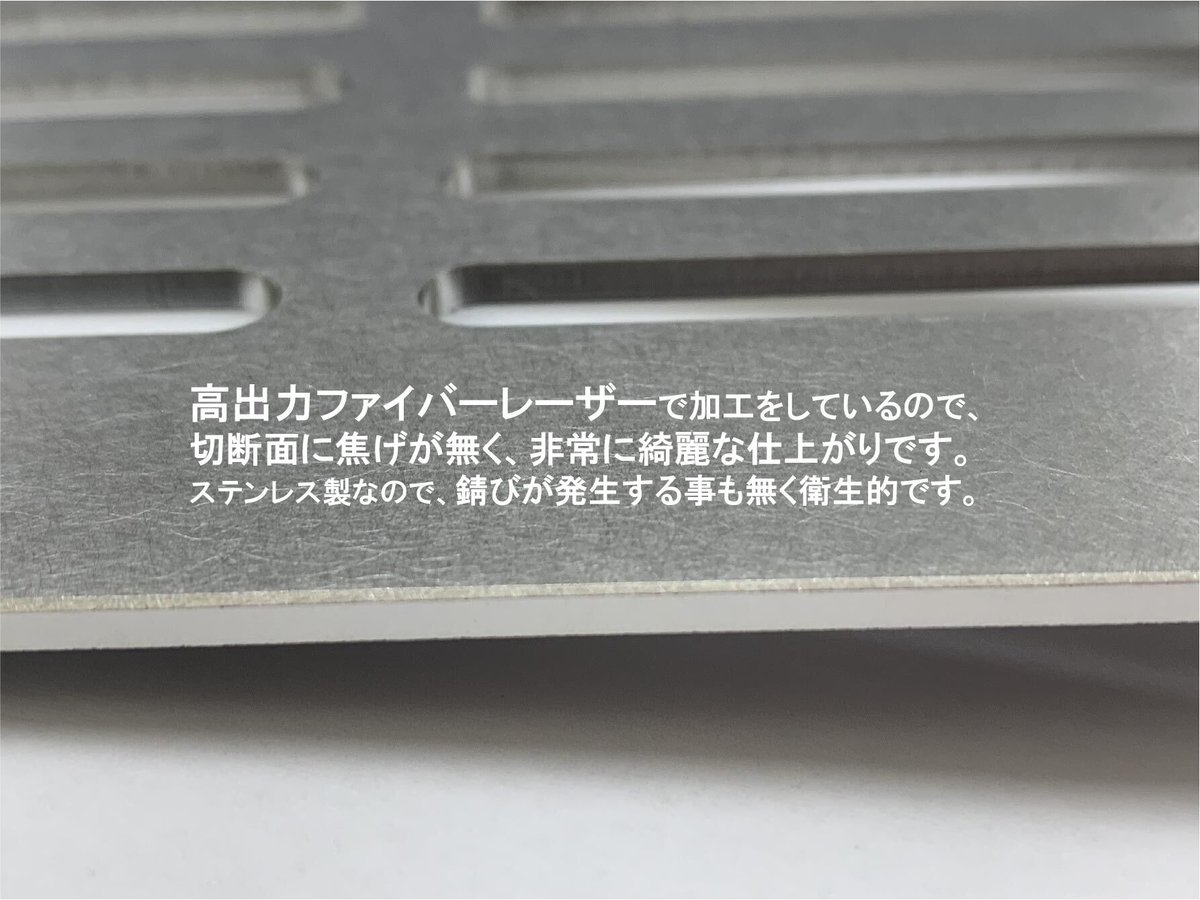 高出力ファイバーレーザーで加工をしているので、
切断面に焦げが無く、非常に綺麗な仕上がりです。
ステンレス製なので、錆びが発生する事も無く衛生的です。